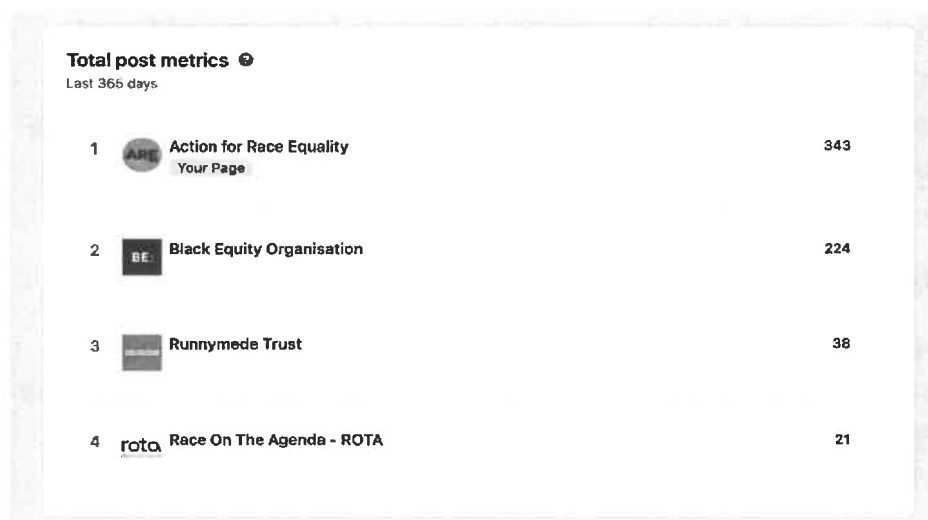 Total post metrics
Last 365 days
1 ARE Action for Race Equality 343
Your Page
2 BE: Black Equity Organisation 224
3 Runnymede Trust 38
4 rota Race On The Agenda - ROTA 21